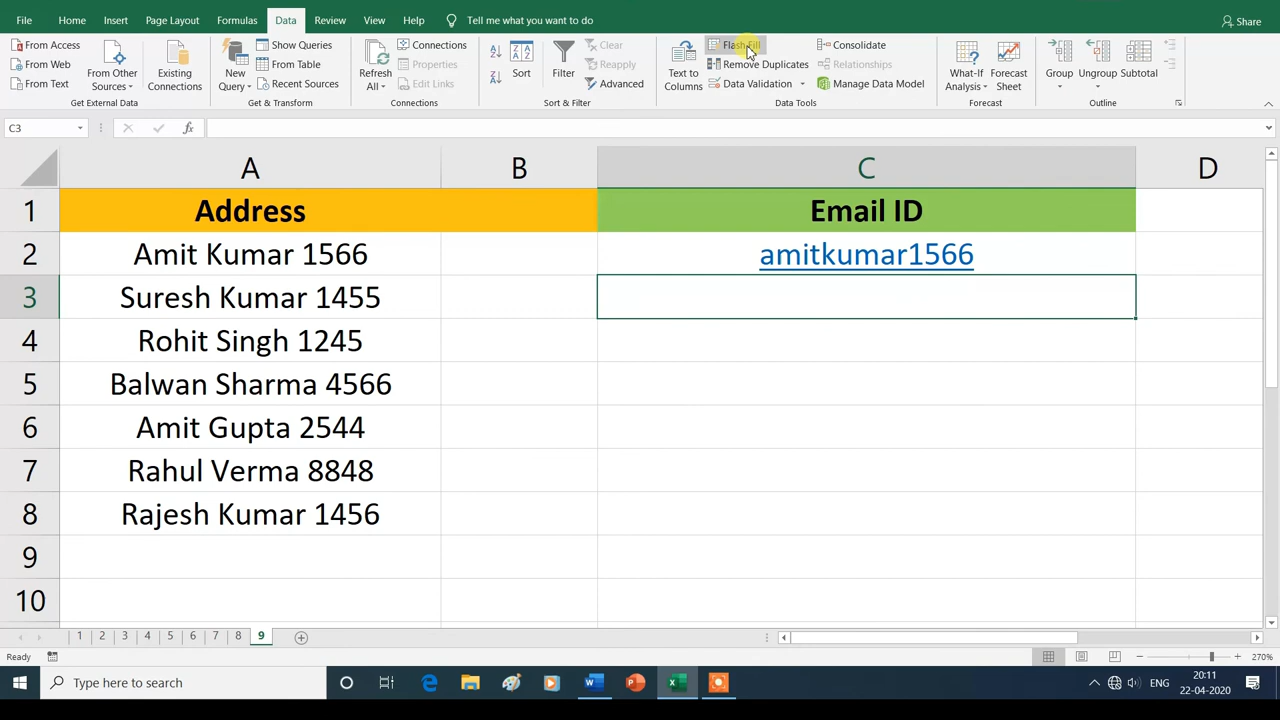 File Home Insert Page Layout Formulas Data Review View Help Tell me what you want to do Share
From Access
From Web
From Text
From Other Sources
Existing Connections
Get External Data
New Query
Show Queries
From Table
Recent Sources
Get & Transform
Refresh All
Connections
Properties
Edit Links
Connections
Sort
Filter
Clear
Reapply
Advanced
Sort & Filter
Text to Columns
Flash Fill
Remove Duplicates
Data Validation
Consolidate
Relationships
Manage Data Model
Data Tools
What-If Analysis
Forecast Sheet
Forecast
Group
Ungroup
Subtotal
Outline
C3 fx
A B C D
1 Address Email ID
2 Amit Kumar 1566 amitkumar1566
3 Suresh Kumar 1455
4 Rohit Singh 1245
5 Balwan Sharma 4566
6 Amit Gupta 2544
7 Rahul Verma 8848
8 Rajesh Kumar 1456
9
10
1 2 3 4 5 6 7 8 9
Ready 270%
Type here to search ENG 20:11
22-04-2020